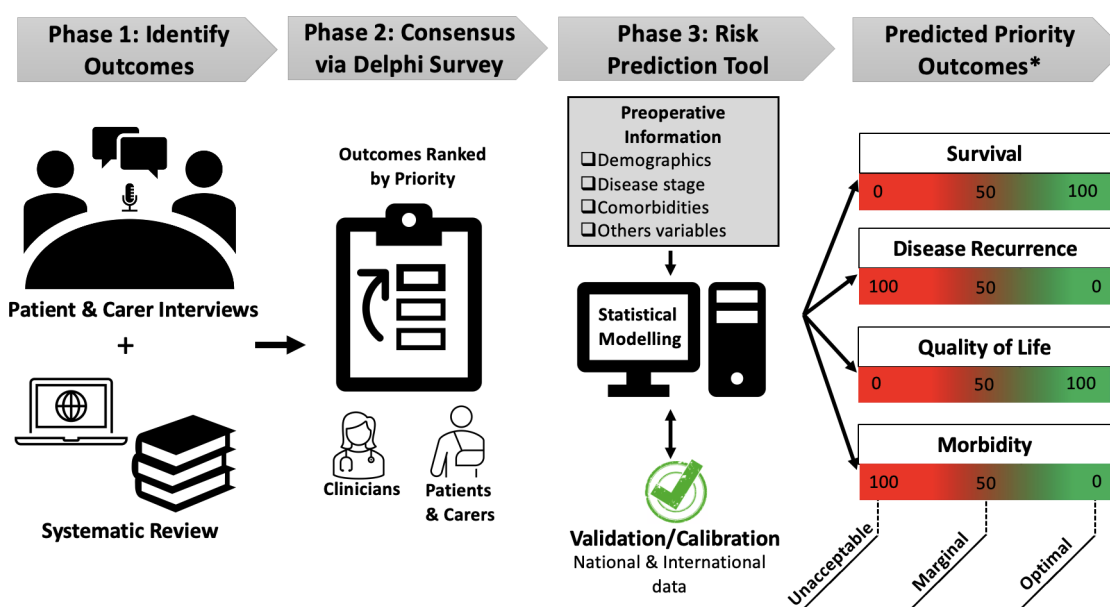 Phase 1: Identify
Outcomes
Phase 2: Consensus
via Delphi Survey
Phase 3: Risk
Prediction Tool
Predicted Priority
Outcomes*
Patient & Carer Interviews
+
Systematic Review
Outcomes Ranked
by Priority
Clinicians
Patients
& Carers
Preoperative
Information
❑Demographics
❑Disease stage
❑Comorbidities
❑Others variables
Statistical
Modelling
Validation/Calibration
National & International
data
Survival
0 50 100
Disease Recurrence
100 50 0
Quality of Life
0 50 100
Morbidity
100 50 0
Unacceptable
Marginal
Optimal